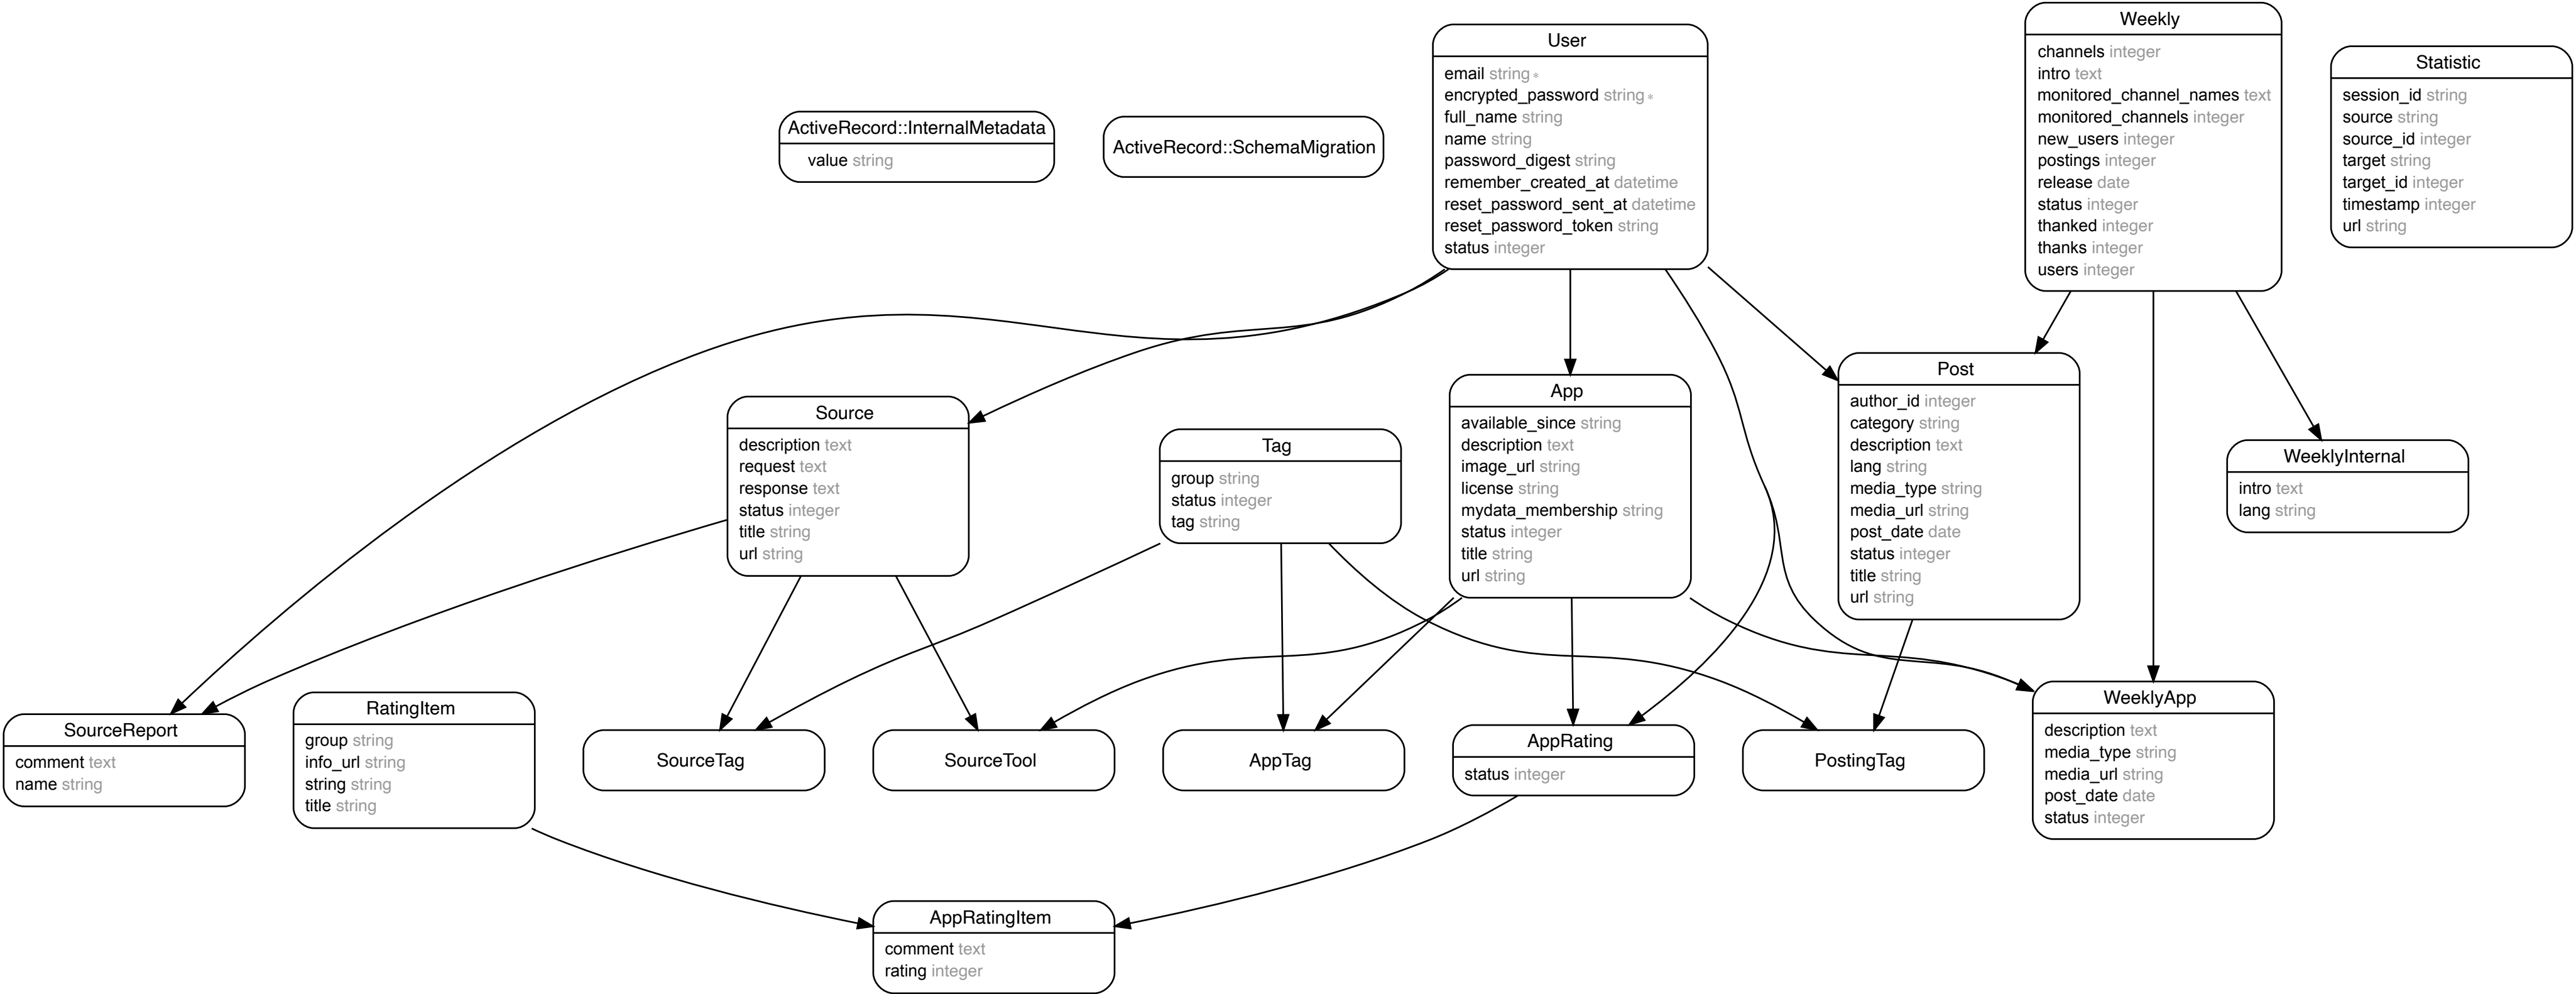 Weekly
channels integer
intro text
monitored_channel_names text
monitored_channels integer
new_users integer
postings integer
release date
status integer
thanked integer
thanks integer
users integer
User
email string *
encrypted_password string *
full_name string
name string
password_digest string
remember_created_at datetime
reset_password_sent_at datetime
reset_password_token string
status integer
Statistic
session_id string
source string
source_id integer
target string
target_id integer
timestamp integer
url string
ActiveRecord::InternalMetadata
value string
ActiveRecord::SchemaMigration
Post
author_id integer
category string
description text
lang string
media_type string
media_url string
post_date date
status integer
title string
url string
App
available_since string
description text
image_url string
license string
mydata_membership string
status integer
title string
url string
Source
description text
request text
response text
status integer
title string
url string
Tag
group string
status integer
tag string
WeeklyInternal
intro text
lang string
SourceReport
comment text
name string
RatingItem
group string
info_url string
string string
title string
SourceTag
SourceTool
AppTag
AppRating
status integer
PostingTag
WeeklyApp
description text
media_type string
media_url string
post_date date
status integer
AppRatingItem
comment text
rating integer